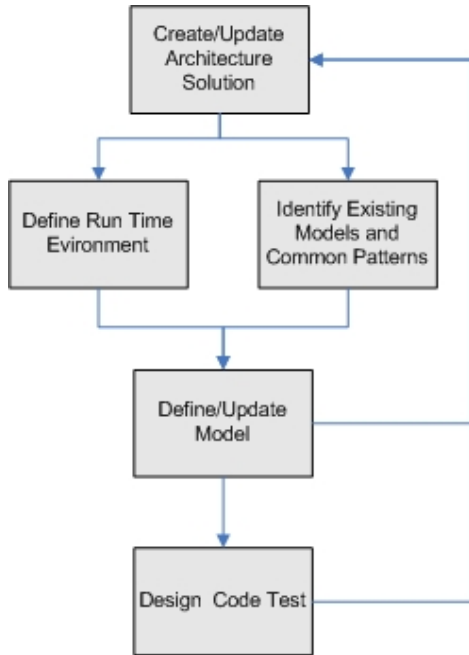 Create/Update
Architecture
Solution
Define Run Time
Evironment
Identify Existing
Models and
Common Patterns
Define/Update
Model
Design Code Test